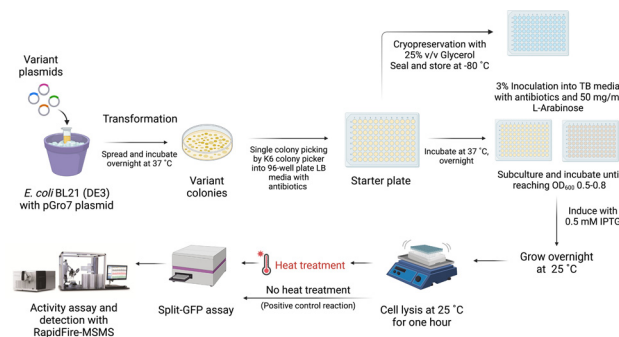 Variant
plasmids
E. coli BL21 (DE3)
with pGro7 plasmid
Transformation
Spread and incubate
overnight at 37 ˚C
Variant
colonies
Single colony picking
by K6 colony picker
into 96-well plate LB
media with
antibiotics
Starter plate
Cryopreservation with
25% v/v Glycerol
Seal and store at -80 ˚C
Incubate at 37 ˚C,
overnight
3% Inoculation into TB media
with antibiotics and 50 mg/m
L-Arabinose
Subculture and incubate unti
reaching OD600 0.5-0.8
Induce with
0.5 mM IPTG
Grow overnight
at 25 ˚C
Cell lysis at 25 ˚C
for one hour
Heat treatment
No heat treatment
(Positive control reaction)
Split-GFP assay
Activity assay and
detection with
RapidFire-MSMS